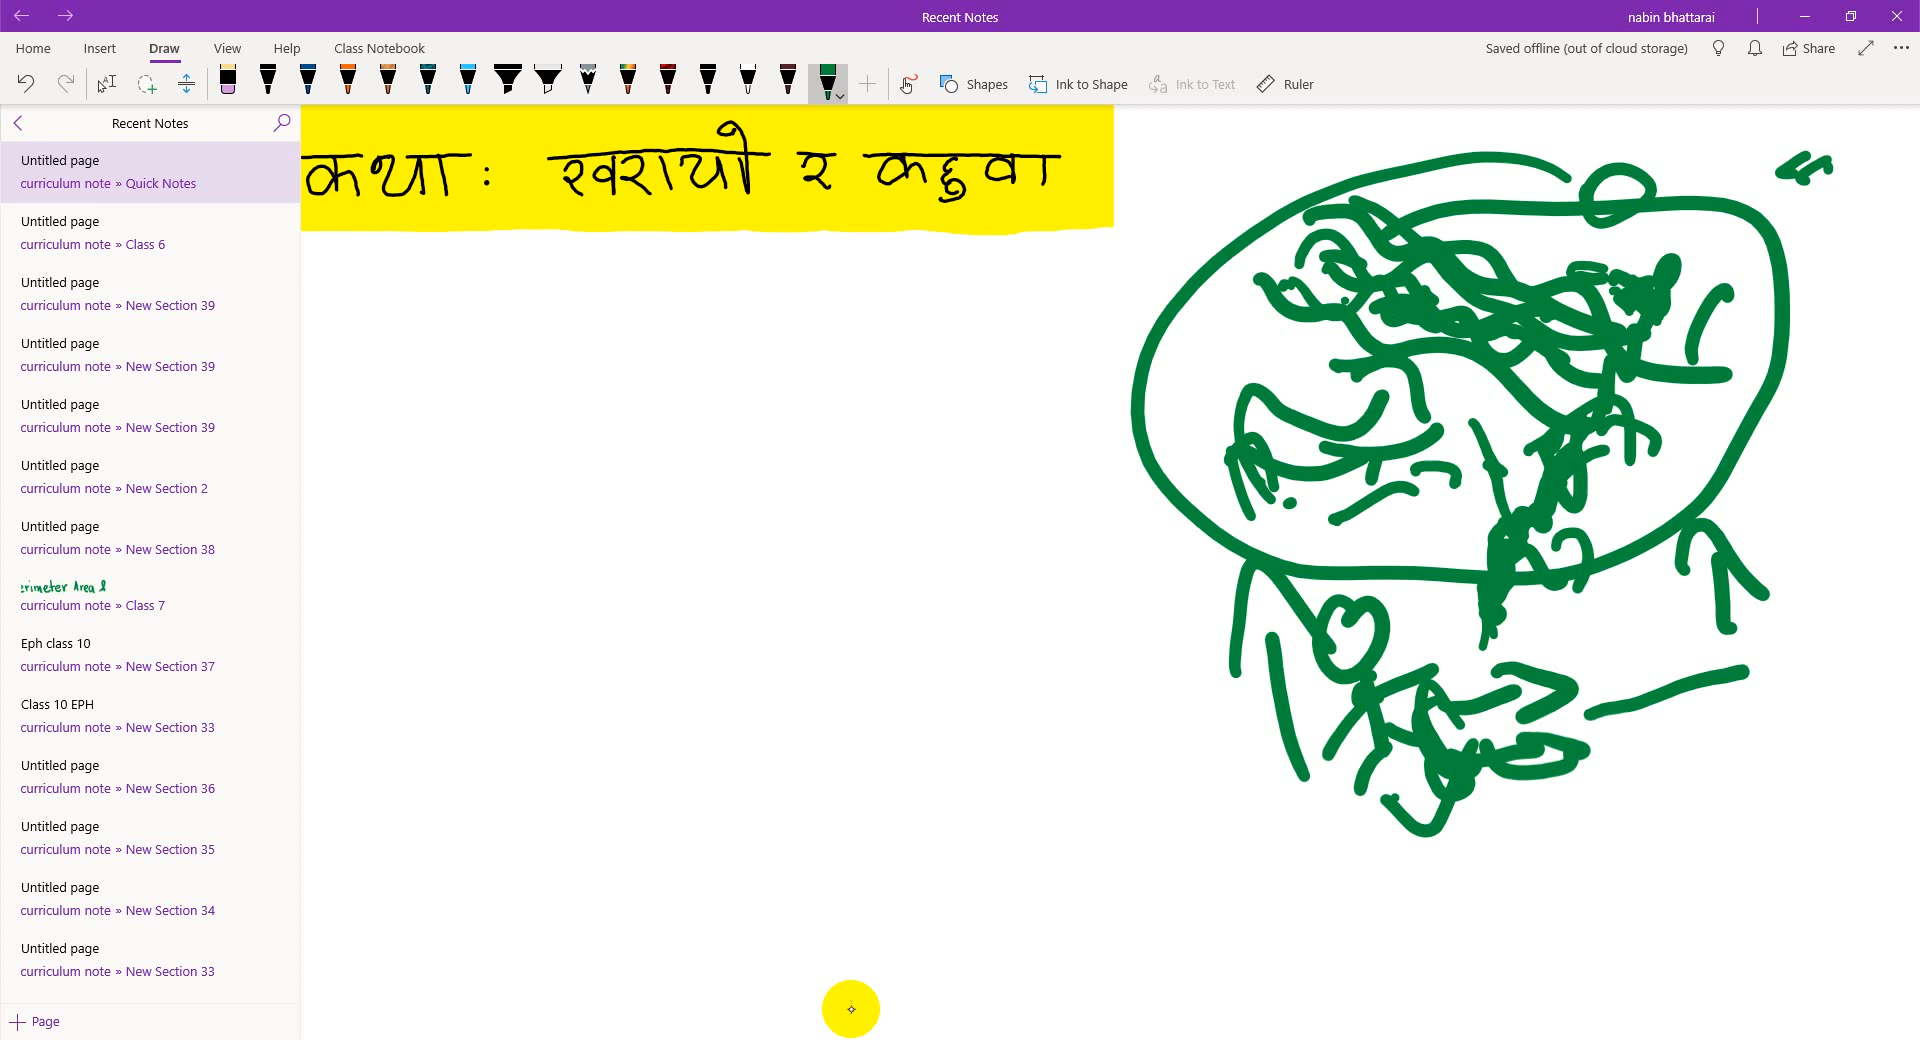 Recent Notes
nabin bhattarai
Home Insert Draw View Help Class Notebook
Saved offline (out of cloud storage)
Share
Shapes
Ink to Shape
Ink to Text
Ruler
Recent Notes
Untitled page
curriculum note » Quick Notes
Untitled page
curriculum note » Class 6
Untitled page
curriculum note » New Section 39
Untitled page
curriculum note » New Section 39
Untitled page
curriculum note » New Section 39
Untitled page
curriculum note » New Section 2
Untitled page
curriculum note » New Section 38
erimeter Area &
curriculum note » Class 7
Eph class 10
curriculum note » New Section 37
Class 10 EPH
curriculum note » New Section 33
Untitled page
curriculum note » New Section 36
Untitled page
curriculum note » New Section 35
Untitled page
curriculum note » New Section 34
Untitled page
curriculum note » New Section 33
Page
कथा : खरायो र कछुवा